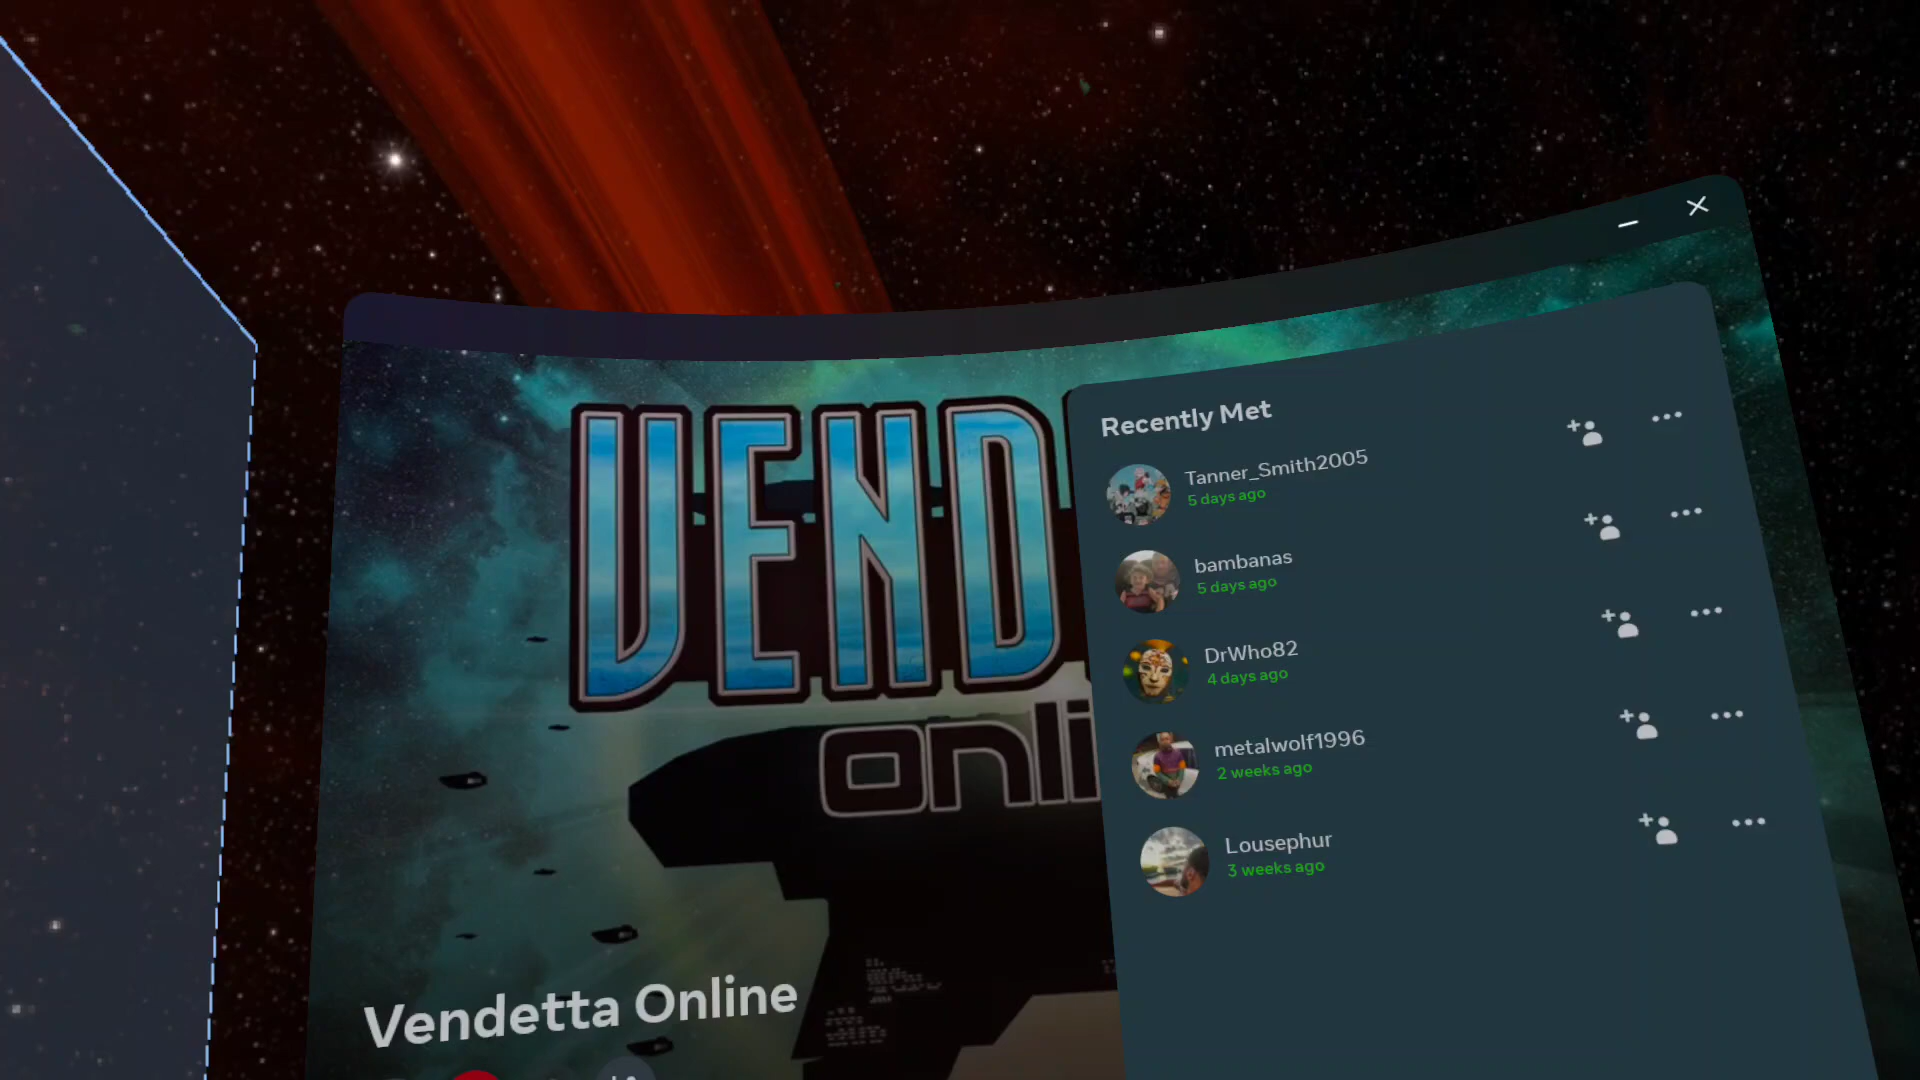 VEND
onli
Vendetta Online
Recently Met
Tanner_Smith2005
5 days ago
bambanas
5 days ago
DrWho82
4 days ago
metalwolf1996
2 weeks ago
Lousephur
3 weeks ago